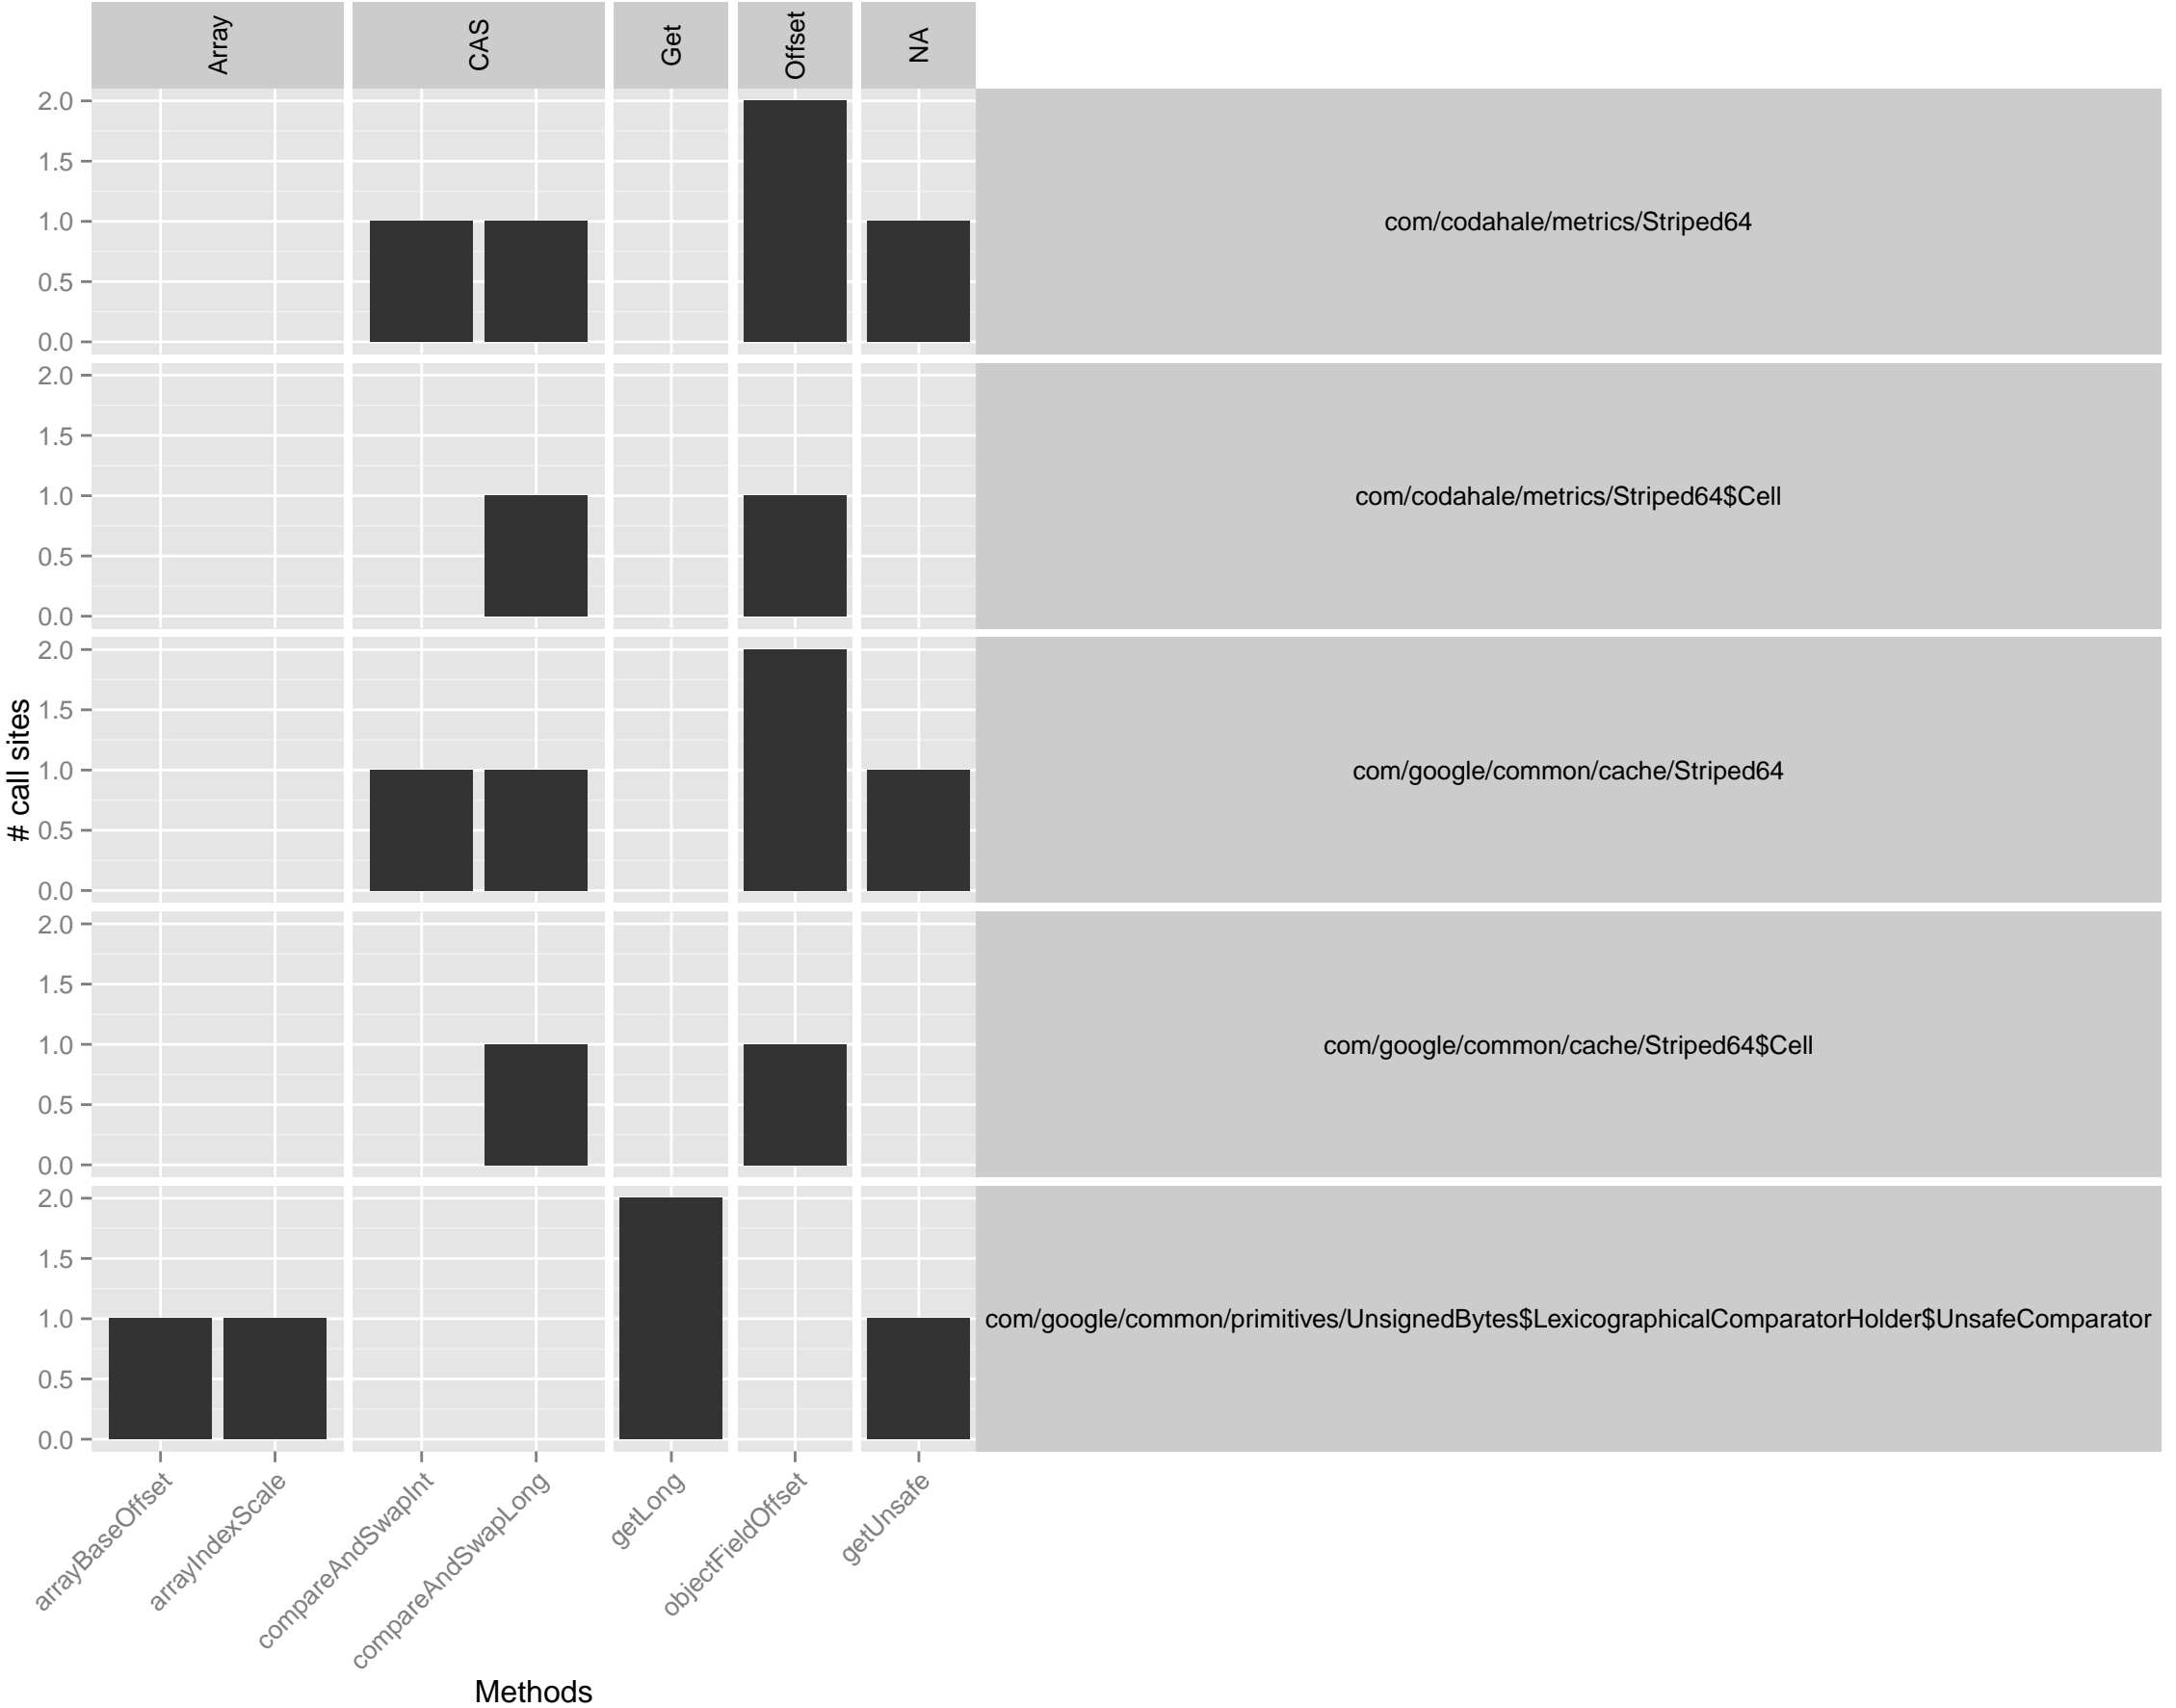 Array
CAS
Get
Offset
NA
# call sites
2.0
1.5
1.0
0.5
0.0
com/codahale/metrics/Striped64
2.0
1.5
1.0
0.5
0.0
com/codahale/metrics/Striped64$Cell
2.0
1.5
1.0
0.5
0.0
com/google/common/cache/Striped64
2.0
1.5
1.0
0.5
0.0
com/google/common/cache/Striped64$Cell
2.0
1.5
1.0
0.5
0.0
com/google/common/primitives/UnsignedBytes$LexicographicalComparatorHolder$UnsafeComparator
arrayBaseOffset
arrayIndexScale
compareAndSwapInt
compareAndSwapLong
getLong
objectFieldOffset
getUnsafe
Methods